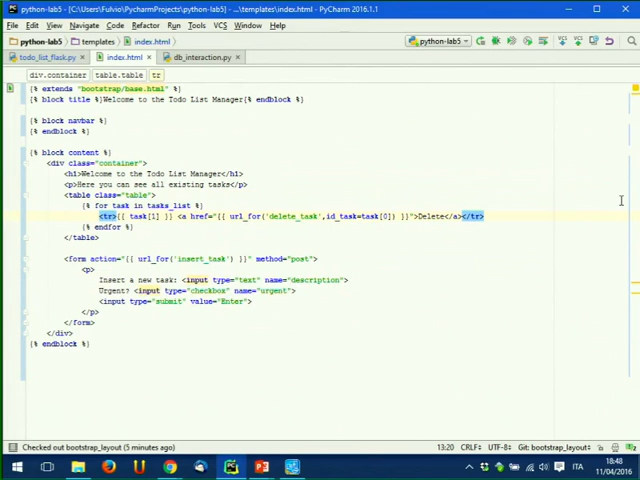 python-lab5 - [C:\Users\Fulvio\PycharmProjects\python-lab5] - ...\templates\index.html - PyCharm 2016.1.1
File Edit View Navigate Code Refactor Run Tools VCS Window Help
python-lab5 templates index.html python-lab5
todo_list_flask.py index.html db_interaction.py
div.container table.table tr
{% extends "bootstrap/base.html" %}
{% block title %}Welcome to the Todo List Manager{% endblock %}
{% block navbar %}
{% endblock %}
{% block content %}
<div class="container">
<h1>Welcome to the Todo List Manager</h1>
<p>Here you can see all existing tasks</p>
<table class="table">
{% for task in tasks_list %}
<tr>{{ task[1] }} <a href="{{ url_for('delete_task',id_task=task[0]) }}">Delete</a></tr>
{% endfor %}
</table>
<form action="{{ url_for('insert_task') }}" method="post">
<p>
Insert a new task: <input type="text" name="description">
Urgent? <input type="checkbox" name="urgent">
<input type="submit" value="Enter">
</p>
</form>
</div>
{% endblock %}
Checked out bootstrap_layout (5 minutes ago) 13:20 CRLF÷ UTF-8÷ Git: bootstrap_layout÷
ITA
18:48
11/04/2016